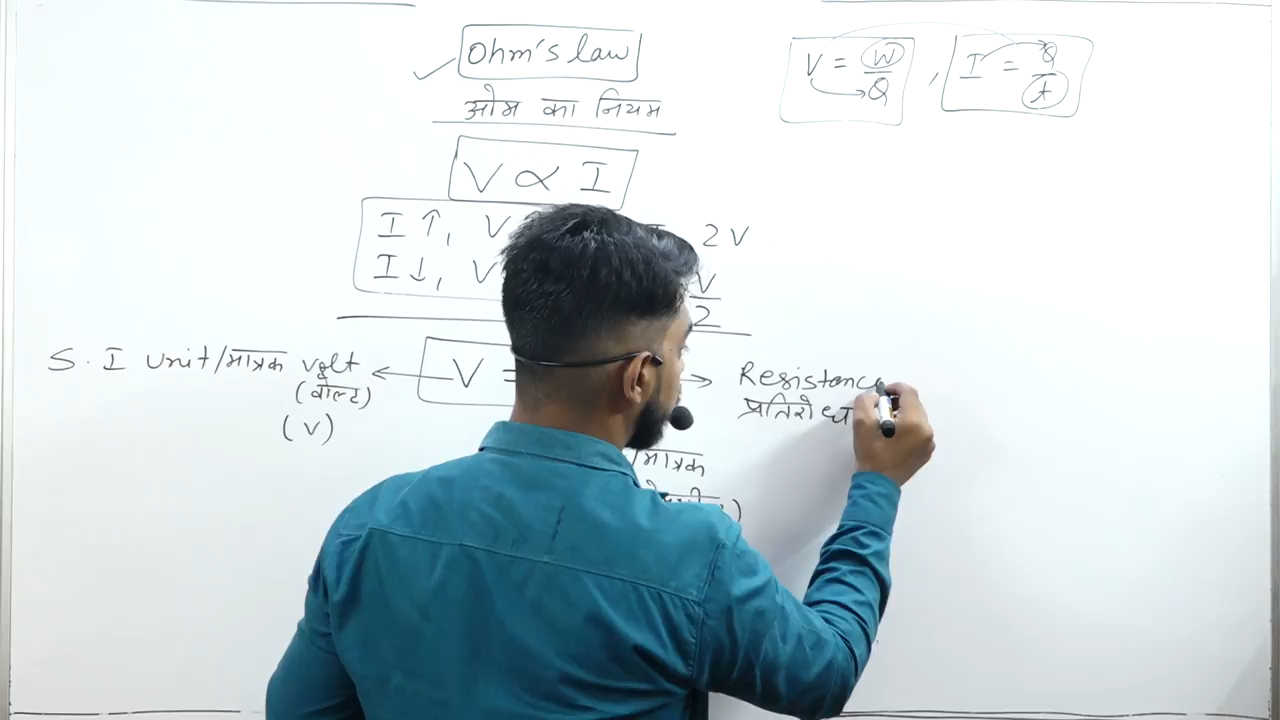 Ohm's law
ओम का नियम
V = W/Q , I = Q/t
V ∝ I
I ↑, V
2V
I ↓, V
V/2
S.I unit/मात्रक volt
(वोल्ट)
(V)
V =
Resistance
प्रतिरोध
/मात्रक